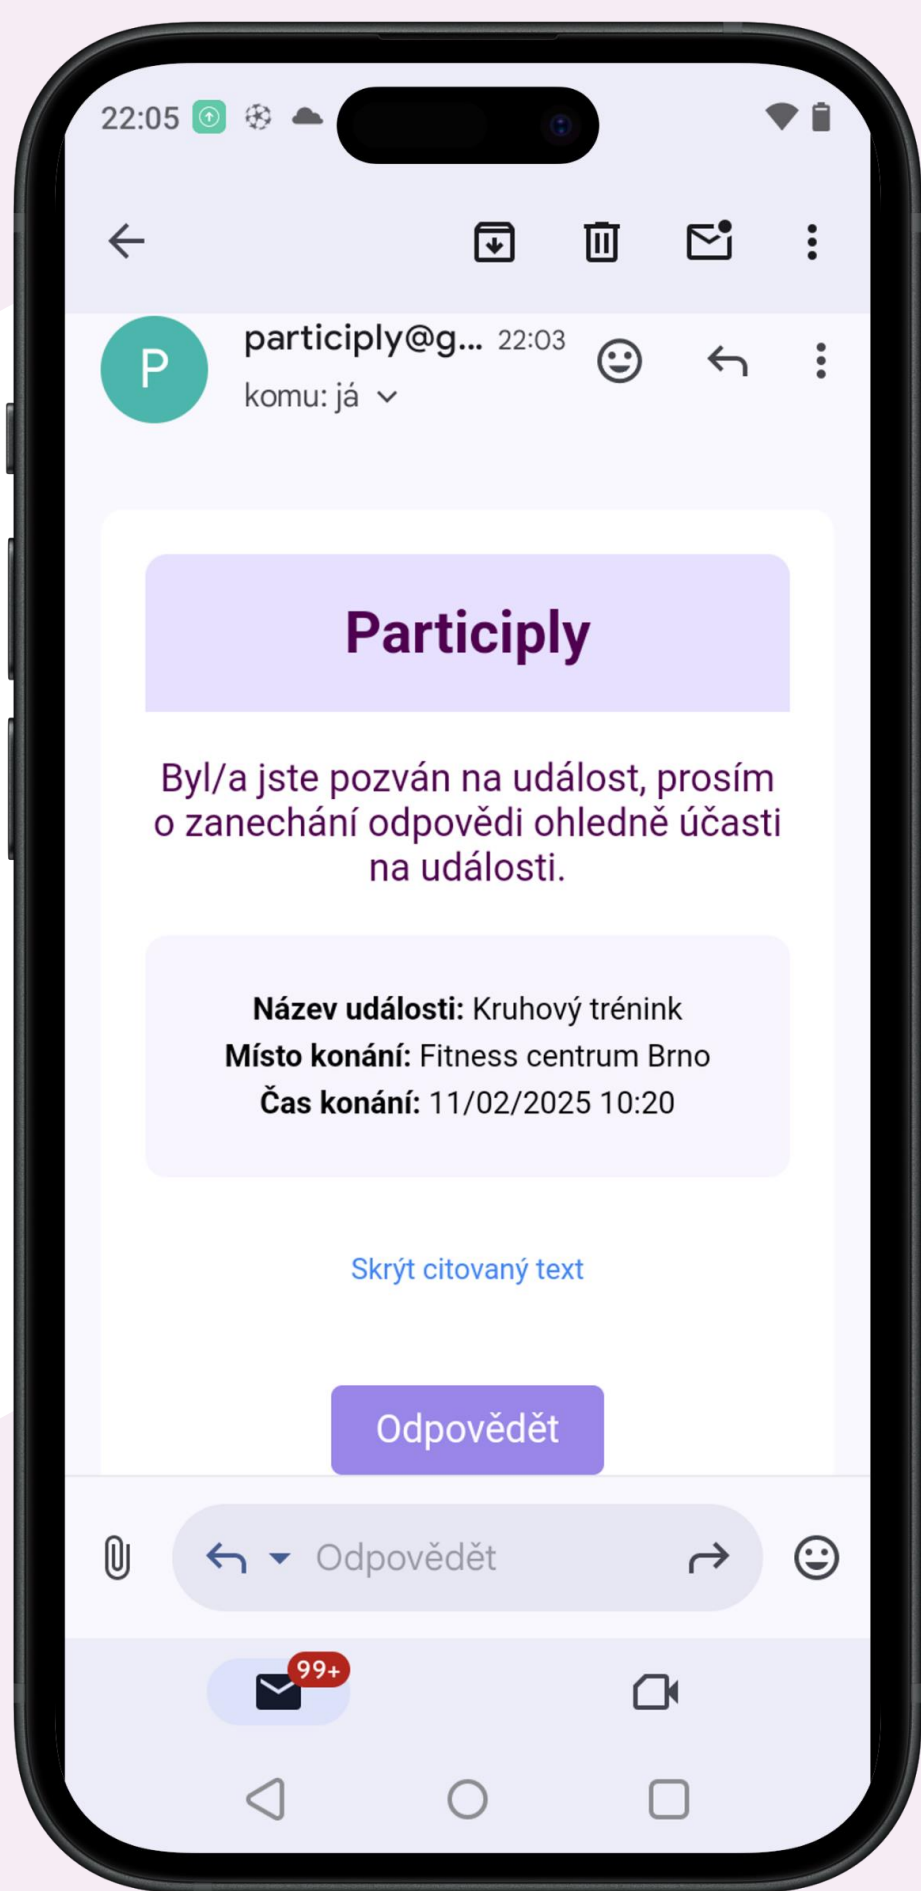 22:05
participly@g... 22:03
komu: já
P
Participly
Byl/a jste pozván na událost, prosím
o zanechání odpovědi ohledně účasti
na události.
Název události: Kruhový trénink
Místo konání: Fitness centrum Brno
Čas konání: 11/02/2025 10:20
Skrýt citovaný text
Odpovědět
Odpovědět
99+